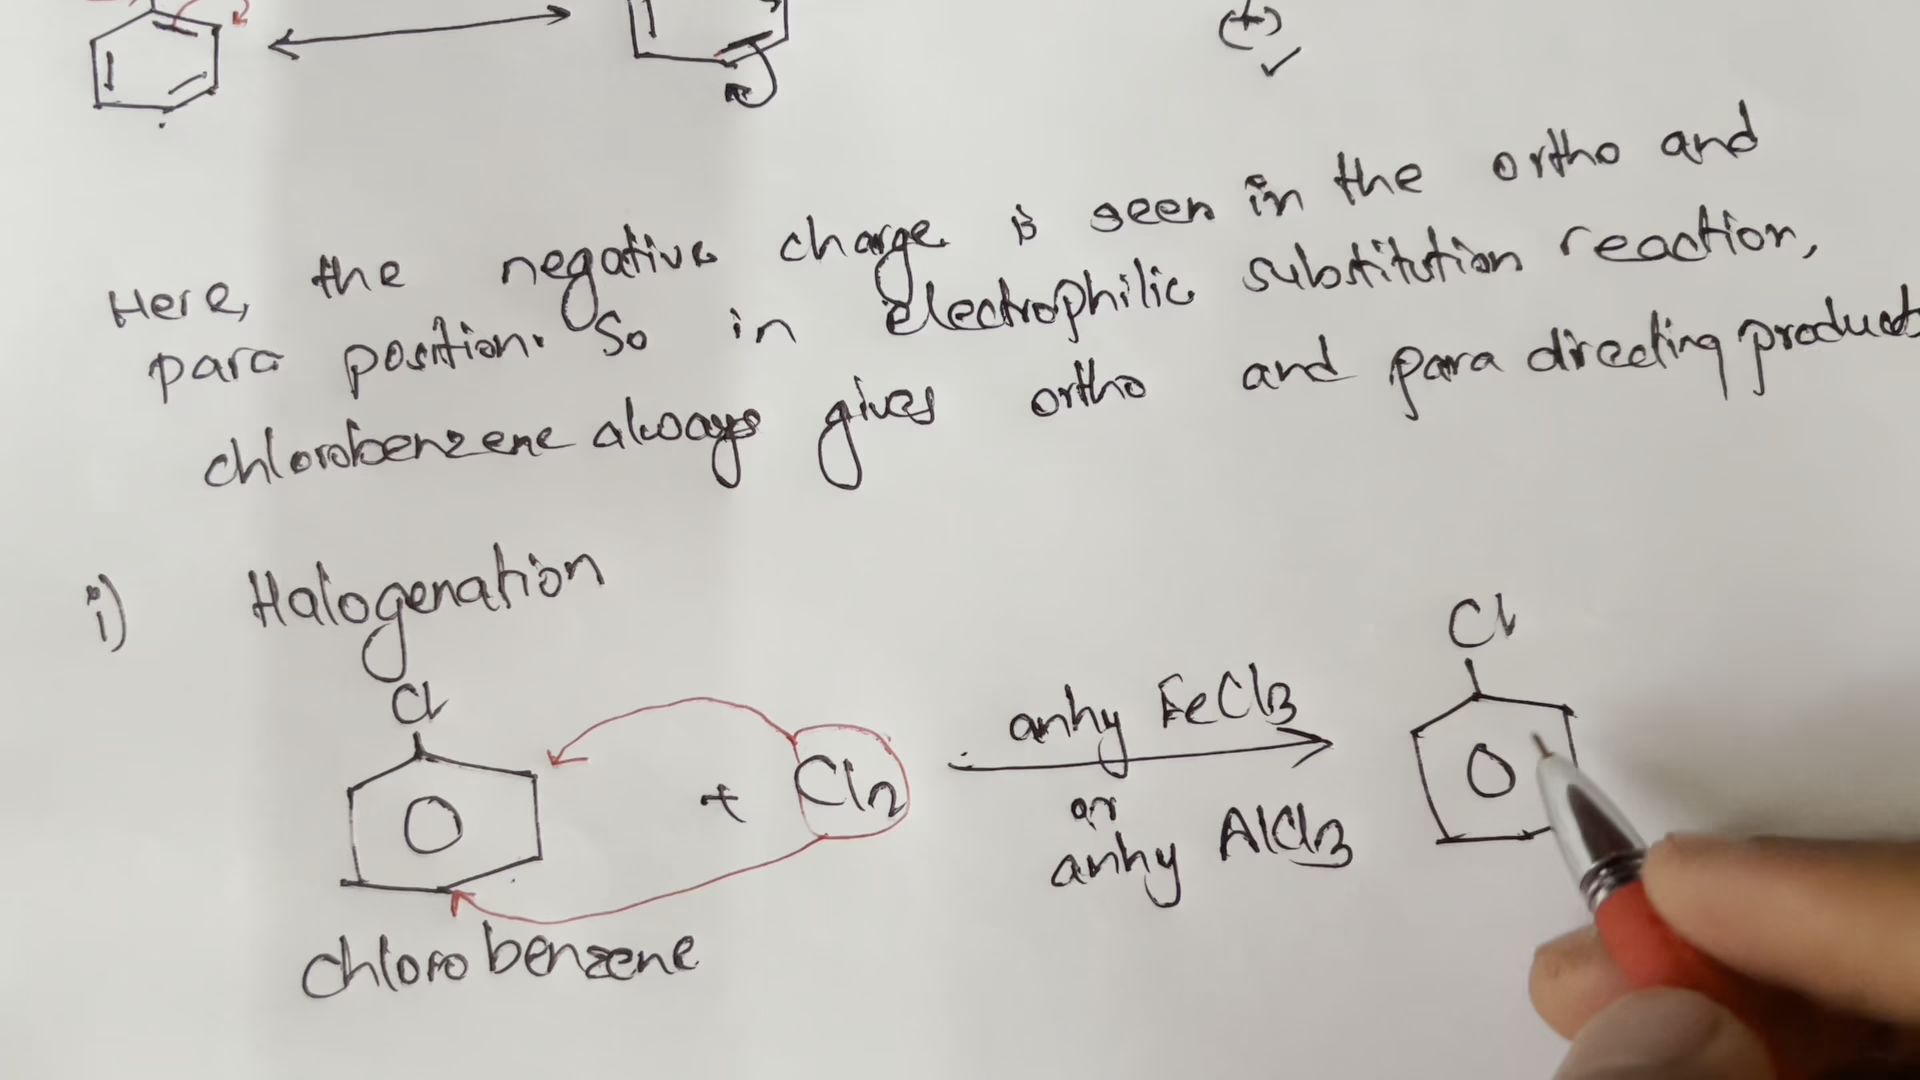 (+)
Here, the negative charge is seen in the ortho and
para position. So in electrophilic substitution reaction,
chlorobenzene always gives ortho and para directing product
i) Halogenation
Cl
+ Cl2
anhy FeCl3
or
anhy AlCl3
Cl
chlorobenzene